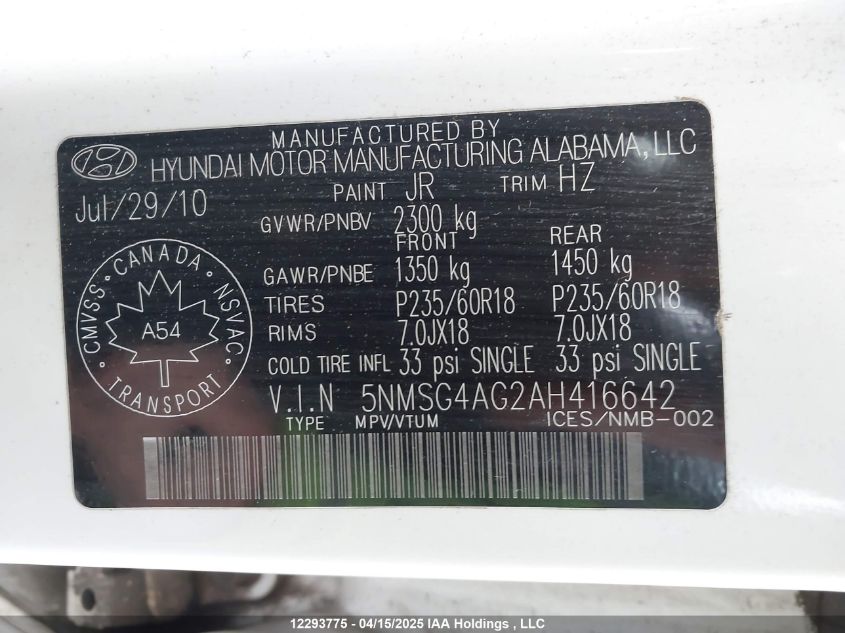 MANUFACTURED BY
HYUNDAI MOTOR MANUFACTURING ALABAMA, LLC
Jul/29/10 PAINT JR TRIM HZ
GVWR/PNBV 2300 kg
FRONT REAR
GAWR/PNBE 1350 kg 1450 kg
TIRES P235/60R18 P235/60R18
RIMS 7.0JX18 7.0JX18
COLD TIRE INFL 33 psi SINGLE 33 psi SINGLE
V.I.N 5NMSG4AG2AH416642
TYPE MPV/VTUM ICES/NMB-002
CMVSS · CANADA · NSVAC
A54
TRANSPORT
12293775 - 04/15/2025 IAA Holdings , LLC